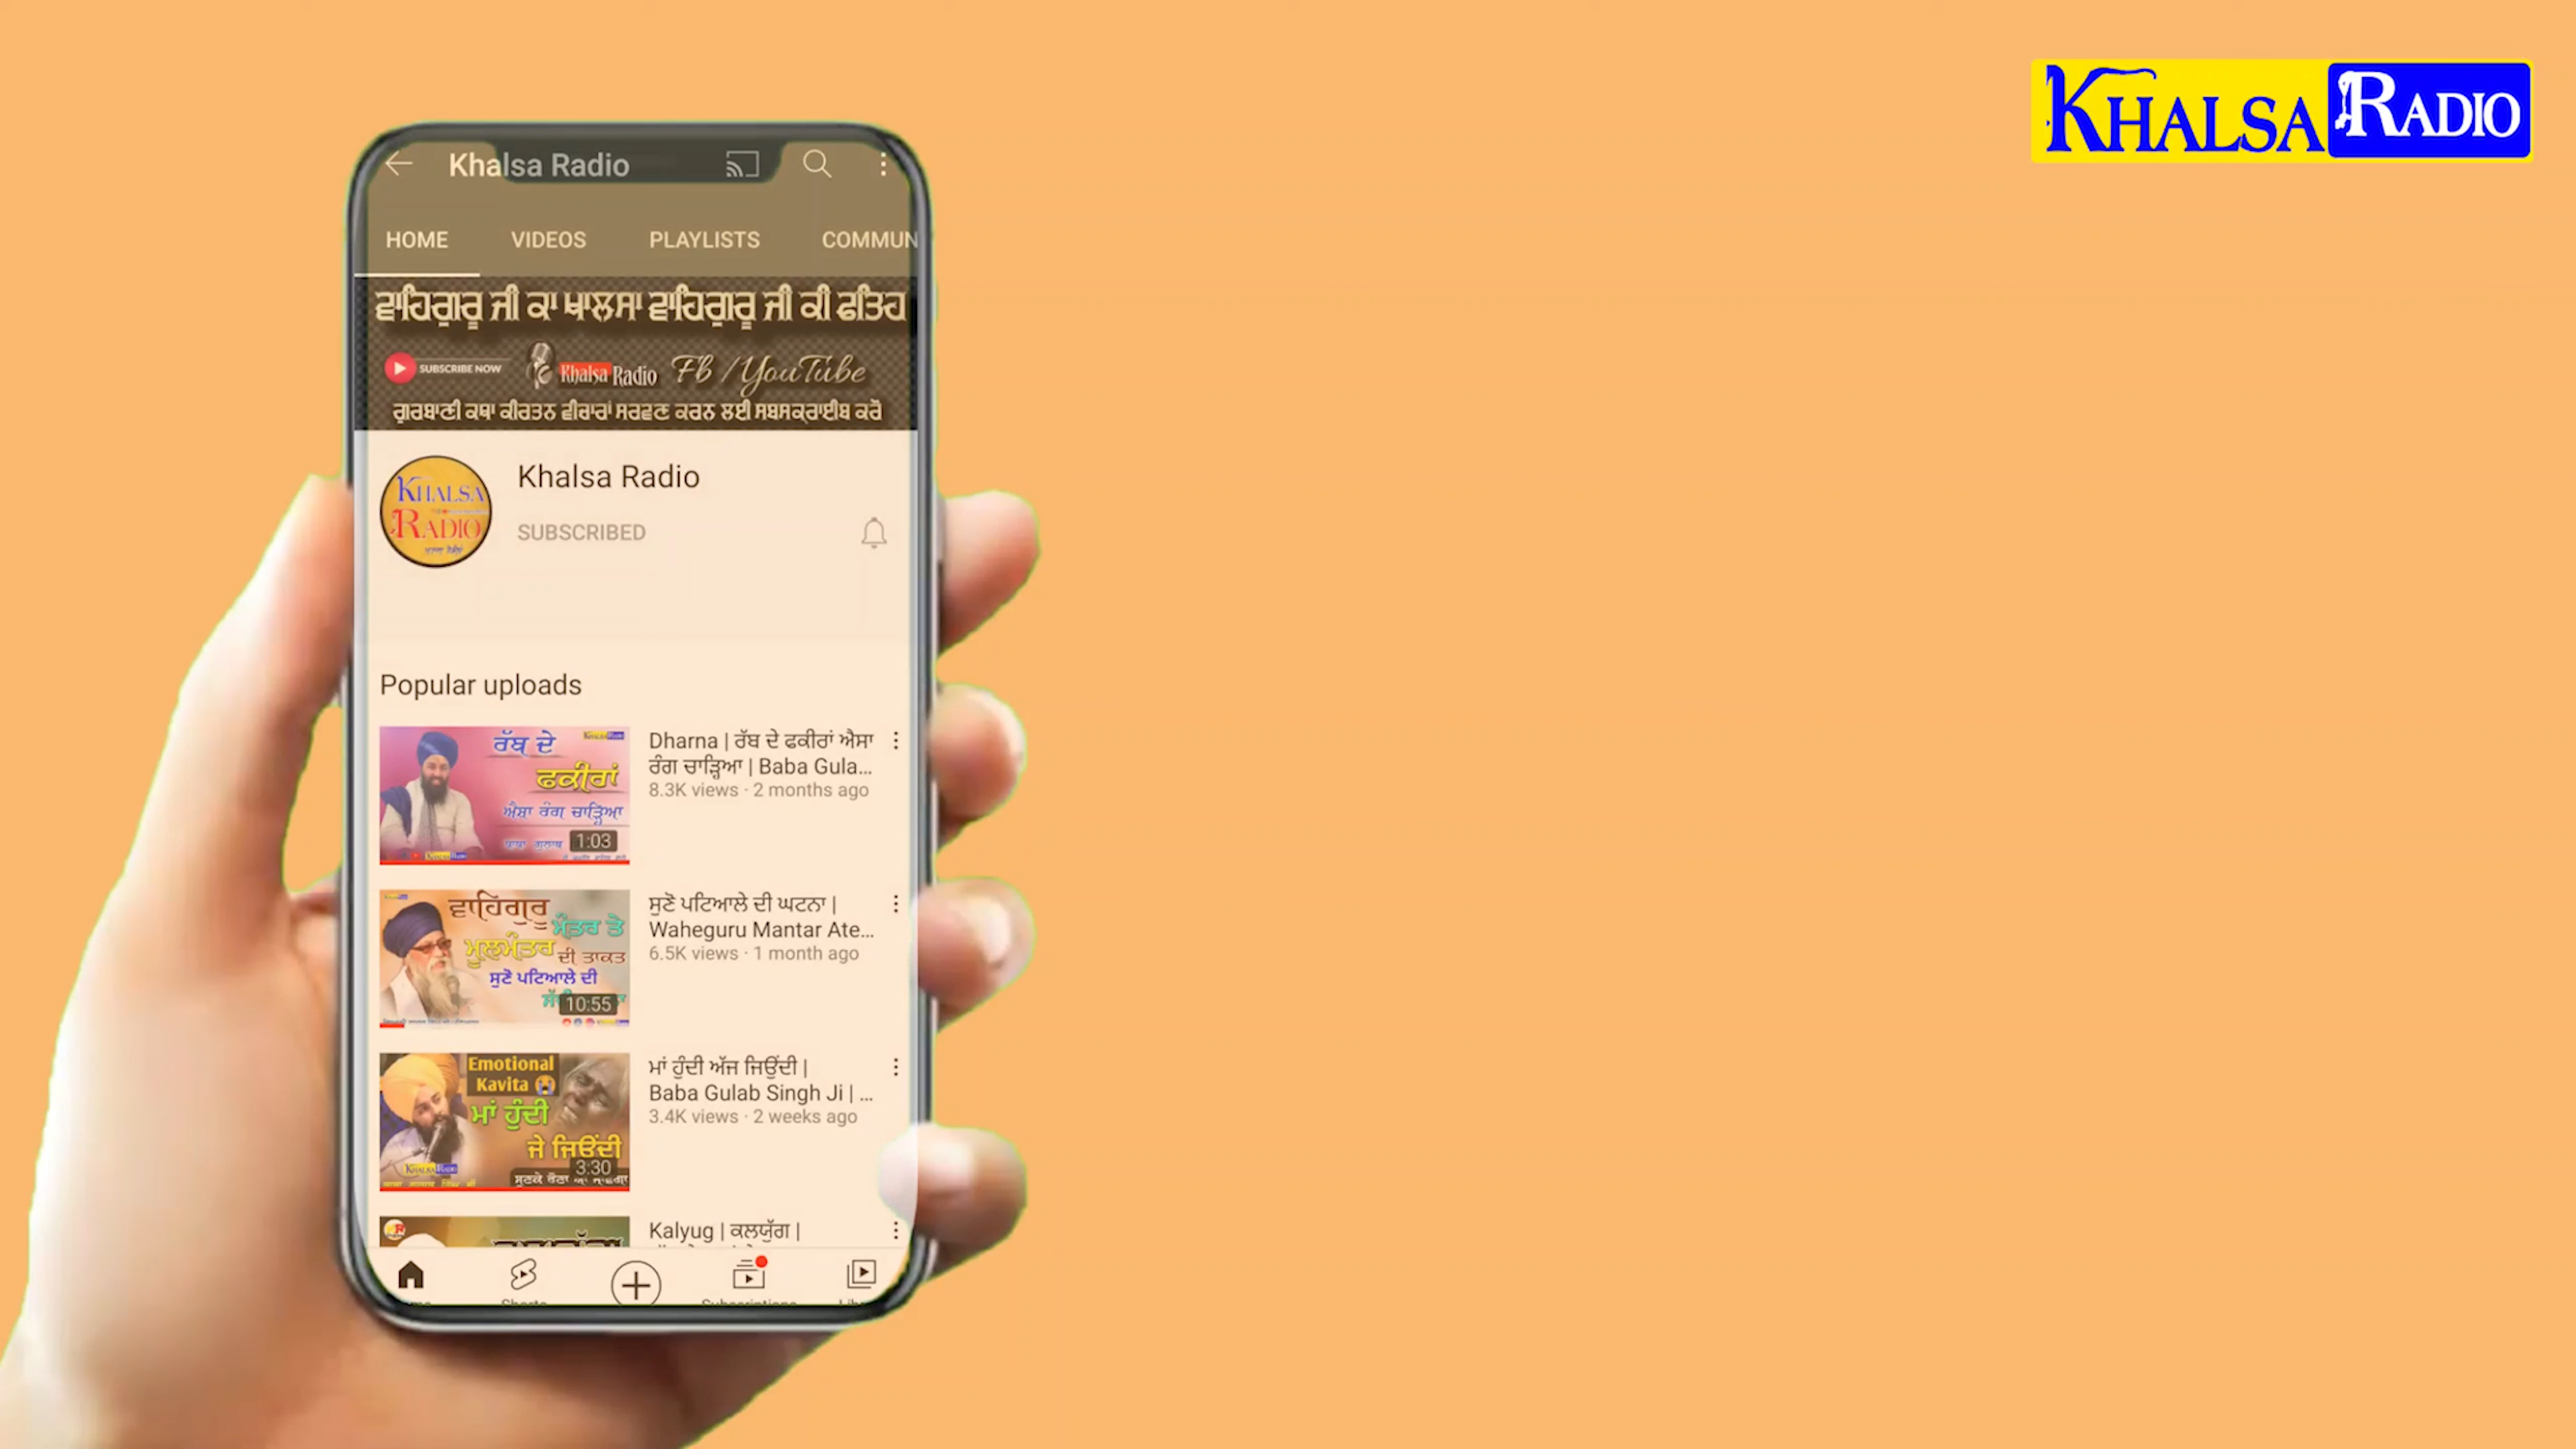 KHALSA RADIO
Khalsa Radio
HOME VIDEOS PLAYLISTS COMMUN
ਵਾਹਿਗੁਰੂ ਜੀ ਕਾ ਖਾਲਸਾ ਵਾਹਿਗੁਰੂ ਜੀ ਕੀ ਫਤਿਹ
SUBSCRIBE NOW Khalsa Radio Fb / YouTube
ਗੁਰਬਾਣੀ ਕਥਾ ਕੀਰਤਨ ਵੀਚਾਰਾਂ ਸਰਵਣ ਕਰਨ ਲਈ ਸਬਸਕ੍ਰਾਈਬ ਕਰੋ
KHALSA
RADIO
Khalsa Radio
SUBSCRIBED
Popular uploads
ਰੱਬ ਦੇ
ਫਕੀਰਾਂ
ਐਸਾ ਰੰਗ ਚਾੜ੍ਹਿਆ
1:03
Dharna | ਰੱਬ ਦੇ ਫਕੀਰਾਂ ਐਸਾ
ਰੰਗ ਚਾੜ੍ਹਿਆ | Baba Gula...
8.3K views · 2 months ago
ਵਾਹਿਗੁਰੂ
ਮੰਤਰ ਤੇ
ਮੂਲਮੰਤਰ ਦੀ ਤਾਕਤ
ਸੁਣੋ ਪਟਿਆਲੇ ਦੀ
10:55
ਸੁਣੋ ਪਟਿਆਲੇ ਦੀ ਘਟਨਾ |
Waheguru Mantar Ate...
6.5K views · 1 month ago
Emotional
Kavita
ਮਾਂ ਹੁੰਦੀ
ਜੇ ਜਿਉਂਦੀ
3:30
KHALSA RADIO
ਸੁਣਕੇ ਰੋਣਾ
ਮਾਂ ਹੁੰਦੀ ਅੱਜ ਜਿਉਂਦੀ |
Baba Gulab Singh Ji | ...
3.4K views · 2 weeks ago
Kalyug | ਕਲਯੁੱਗ |